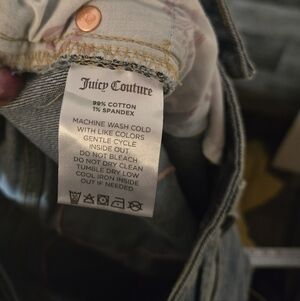 Juicy Couture
99% COTTON
1% SPANDEX
MACHINE WASH COLD
WITH LIKE COLORS
GENTLE CYCLE
INSIDE OUT
DO NOT BLEACH
DO NOT DRY CLEAN
TUMBLE DRY LOW
COOL IRON INSIDE
OUT IF NEEDED